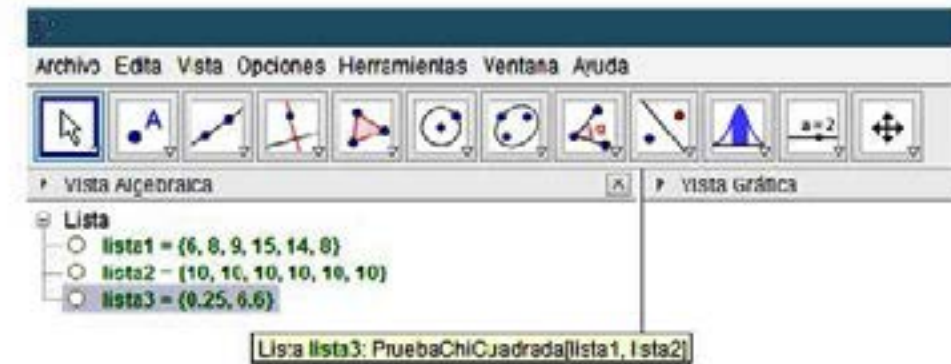 Archivo Edita Vista Opciones Herramientas Ventana Ayuda
A
α
a=2
Vista Algebraica
Vista Gráfica
Lista
lista1 = {6, 8, 9, 15, 14, 8}
lista2 = {10, 10, 10, 10, 10, 10}
lista3 = {0.25, 6.6}
Lista lista3: PruebaChiCuadrada[lista1, lista2]